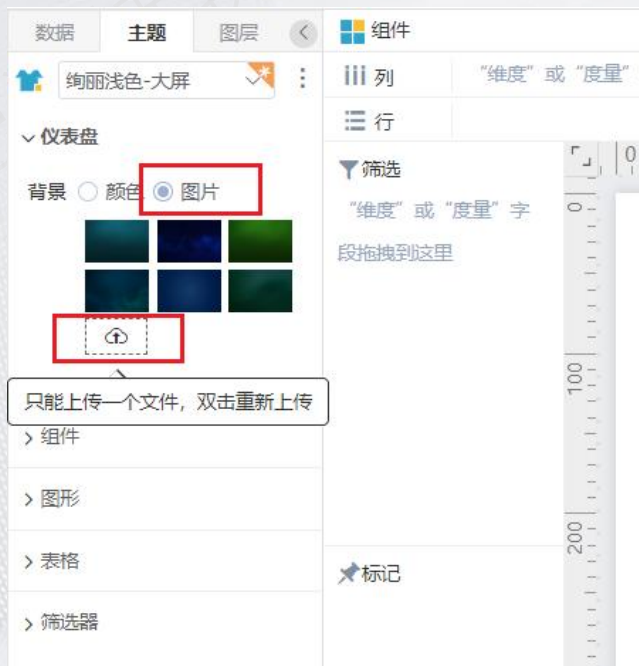 数据 主题 图层
绚丽浅色-大屏
仪表盘
背景 颜色 图片
只能上传一个文件，双击重新上传
组件
图形
表格
筛选器
组件
列 “维度”或“度量”
行
筛选
“维度”或“度量”字
段拖拽到这里
标记
0
0
100
200